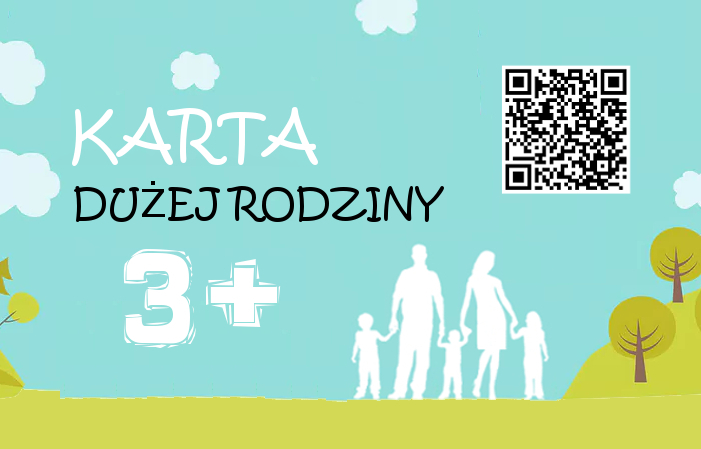 KARTA
DUŻEJ RODZINY
3+